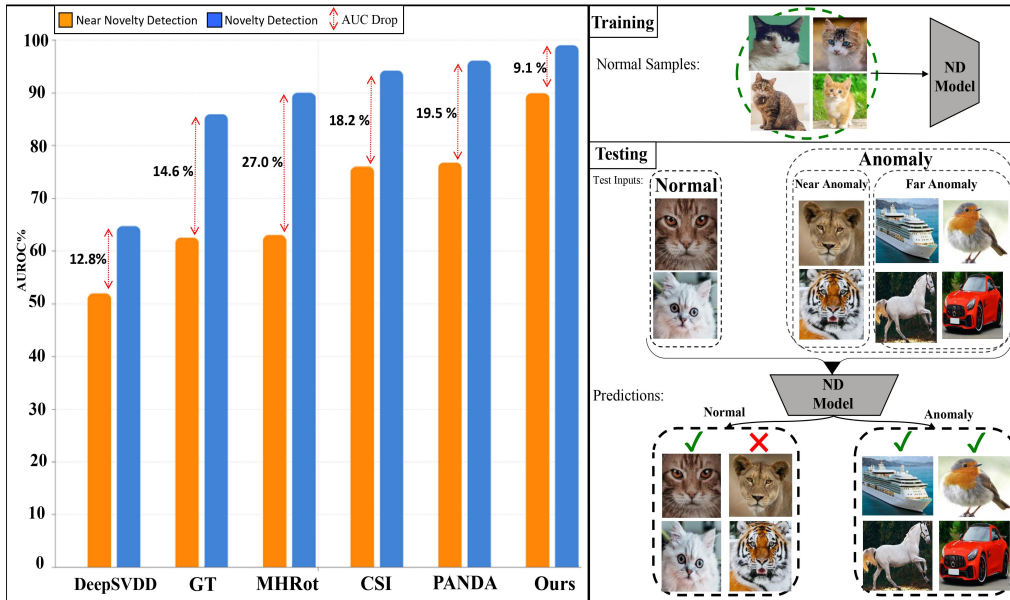 Near Novelty Detection Novelty Detection AUC Drop
AUROC%
100
90
80
70
60
50
40
30
20
10
0
12.8%
14.6 %
27.0 %
18.2 %
19.5 %
9.1 %
DeepSVDD GT MHRot CSI PANDA Ours
Training
Normal Samples:
ND
Model
Testing
Test Inputs:
Normal
Anomaly
Near Anomaly Far Anomaly
ND
Model
Predictions:
Normal Anomaly